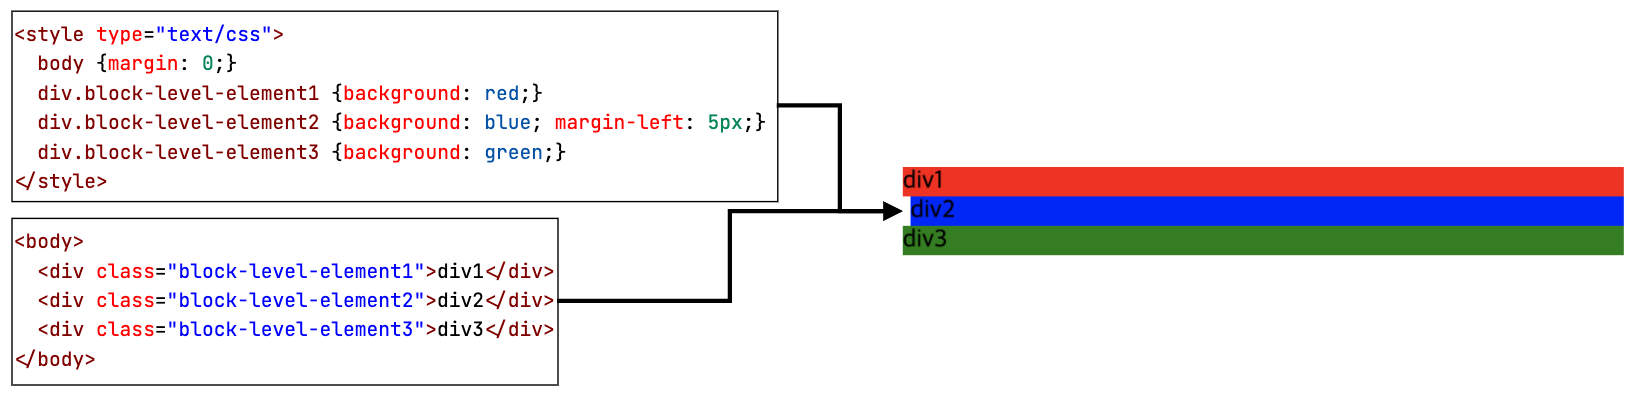 <style type="text/css">
  body {margin: 0;}
  div.block-level-element1 {background: red;}
  div.block-level-element2 {background: blue; margin-left: 5px;}
  div.block-level-element3 {background: green;}
</style>
<body>
  <div class="block-level-element1">div1</div>
  <div class="block-level-element2">div2</div>
  <div class="block-level-element3">div3</div>
</body>
div1
div2
div3